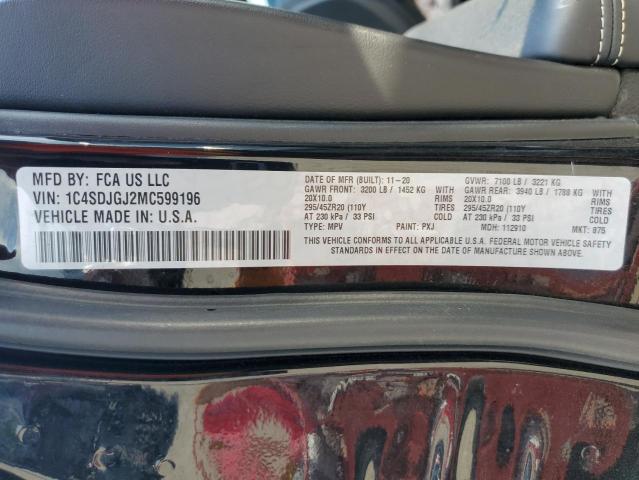 MFD BY: FCA US LLC
VIN: 1C4SDJGJ2MC599196
VEHICLE MADE IN: U.S.A.
DATE OF MFR (BUILT): 11-20 GVWR: 7100 LB / 3221 KG
GAWR FRONT: 3200 LB / 1452 KG GAWR REAR: 3940 LB / 1788 KG
20X10.0 RIMS 20X10.0 RIMS
295/45ZR20 (110Y TIRES 295/45ZR20 (110Y TIRES
AT 230 kPa / 33 PSI COLD AT 230 kPa / 33 PSI COLD
TYPE: MPV PAINT: PXJ MDH: 112910 MKT: 975
THIS VEHICLE CONFORMS TO ALL APPLICABLE U.S.A. FEDERAL MOTOR VEHICLE SAFETY
STANDARDS IN EFFECT ON THE DATE OF MANUFACTURE SHOWN ABOVE.